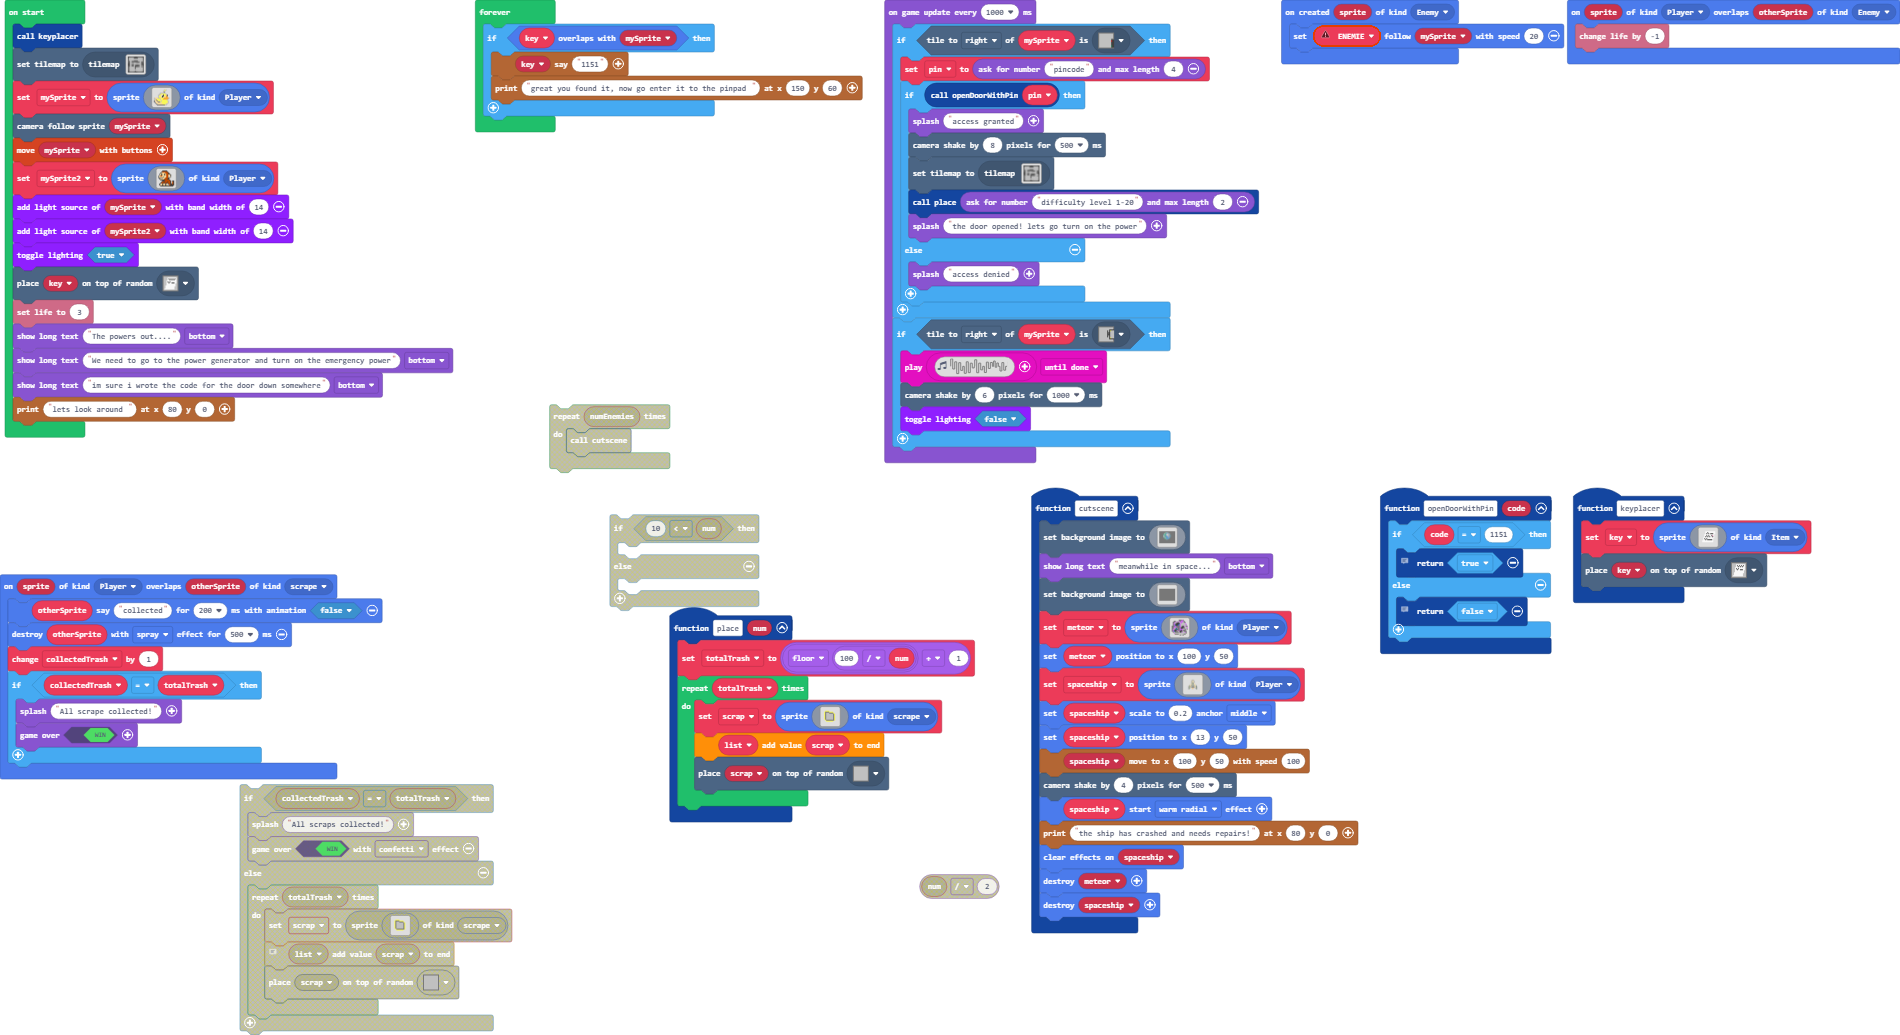 on start
call keyplacer
set tilemap to tilemap
set mySprite to sprite of kind Player
camera follow sprite mySprite
move mySprite with buttons
set mySprite2 to sprite of kind Player
add light source of mySprite with band width of 14
add light source of mySprite2 with band width of 14
toggle lighting true
place key on top of random
set life to 3
show long text "The powers out...." bottom
show long text "We need to go to the power generator and turn on the emergency power" bottom
show long text "im sure i wrote the code for the door down somewhere" bottom
print "lets look around " at x 80 y 0
forever
if key overlaps with mySprite then
key say "1151"
print "great you found it, now go enter it to the pinpad " at x 150 y 60
on game update every 1000 ms
if tile to right of mySprite is then
set pin to ask for number "pincode" and max length 4
if call openDoorWithPin pin then
splash "access granted"
camera shake by 8 pixels for 500 ms
set tilemap to tilemap
call place ask for number "difficulty level 1-20" and max length 2
splash "the door opened! lets go turn on the power"
else
splash "access denied"
if tile to right of mySprite is then
play until done
camera shake by 6 pixels for 1000 ms
toggle lighting false
on created sprite of kind Enemy
set ENEMIE follow mySprite with speed 20
on sprite of kind Player overlaps otherSprite of kind Enemy
change life by -1
repeat numEnemies times
do call cutscene
if 10 < num then
else
on sprite of kind Player overlaps otherSprite of kind scrape
otherSprite say "collected" for 200 ms with animation false
destroy otherSprite with spray effect for 500 ms
change collectedTrash by 1
if collectedTrash = totalTrash then
splash "All scrape collected!"
game over WIN
if collectedTrash = totalTrash then
splash "All scraps collected!"
game over WIN with confetti effect
else
repeat totalTrash times
do
set scrap to sprite of kind scrape
list add value scrap to end
place scrap on top of random
function place num
set totalTrash to floor 100 / num + 1
repeat totalTrash times
do
set scrap to sprite of kind scrape
list add value scrap to end
place scrap on top of random
num / 2
function cutscene
set background image to
show long text "meanwhile in space..." bottom
set background image to
set meteor to sprite of kind Player
set meteor position to x 100 y 50
set spaceship to sprite of kind Player
set spaceship scale to 0.2 anchor middle
set spaceship position to x 13 y 50
spaceship move to x 100 y 50 with speed 100
camera shake by 4 pixels for 500 ms
spaceship start warm radial effect
print "the ship has crashed and needs repairs!" at x 80 y 0
clear effects on spaceship
destroy meteor
destroy spaceship
function openDoorWithPin code
if code = 1151 then
return true
else
return false
function keyplacer
set key to sprite of kind Item
place key on top of random